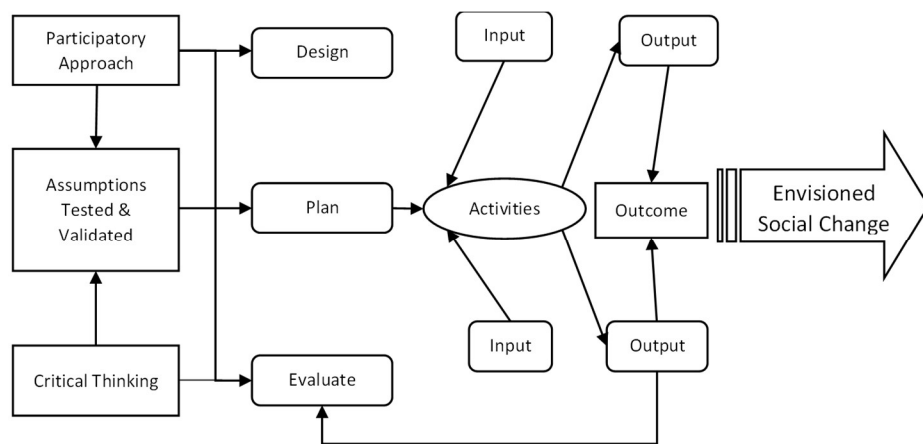 Participatory
Approach
Design
Input
Output
Assumptions
Tested &
Validated
Plan
Activities
Outcome
Envisioned
Social Change
Critical Thinking
Evaluate
Input
Output